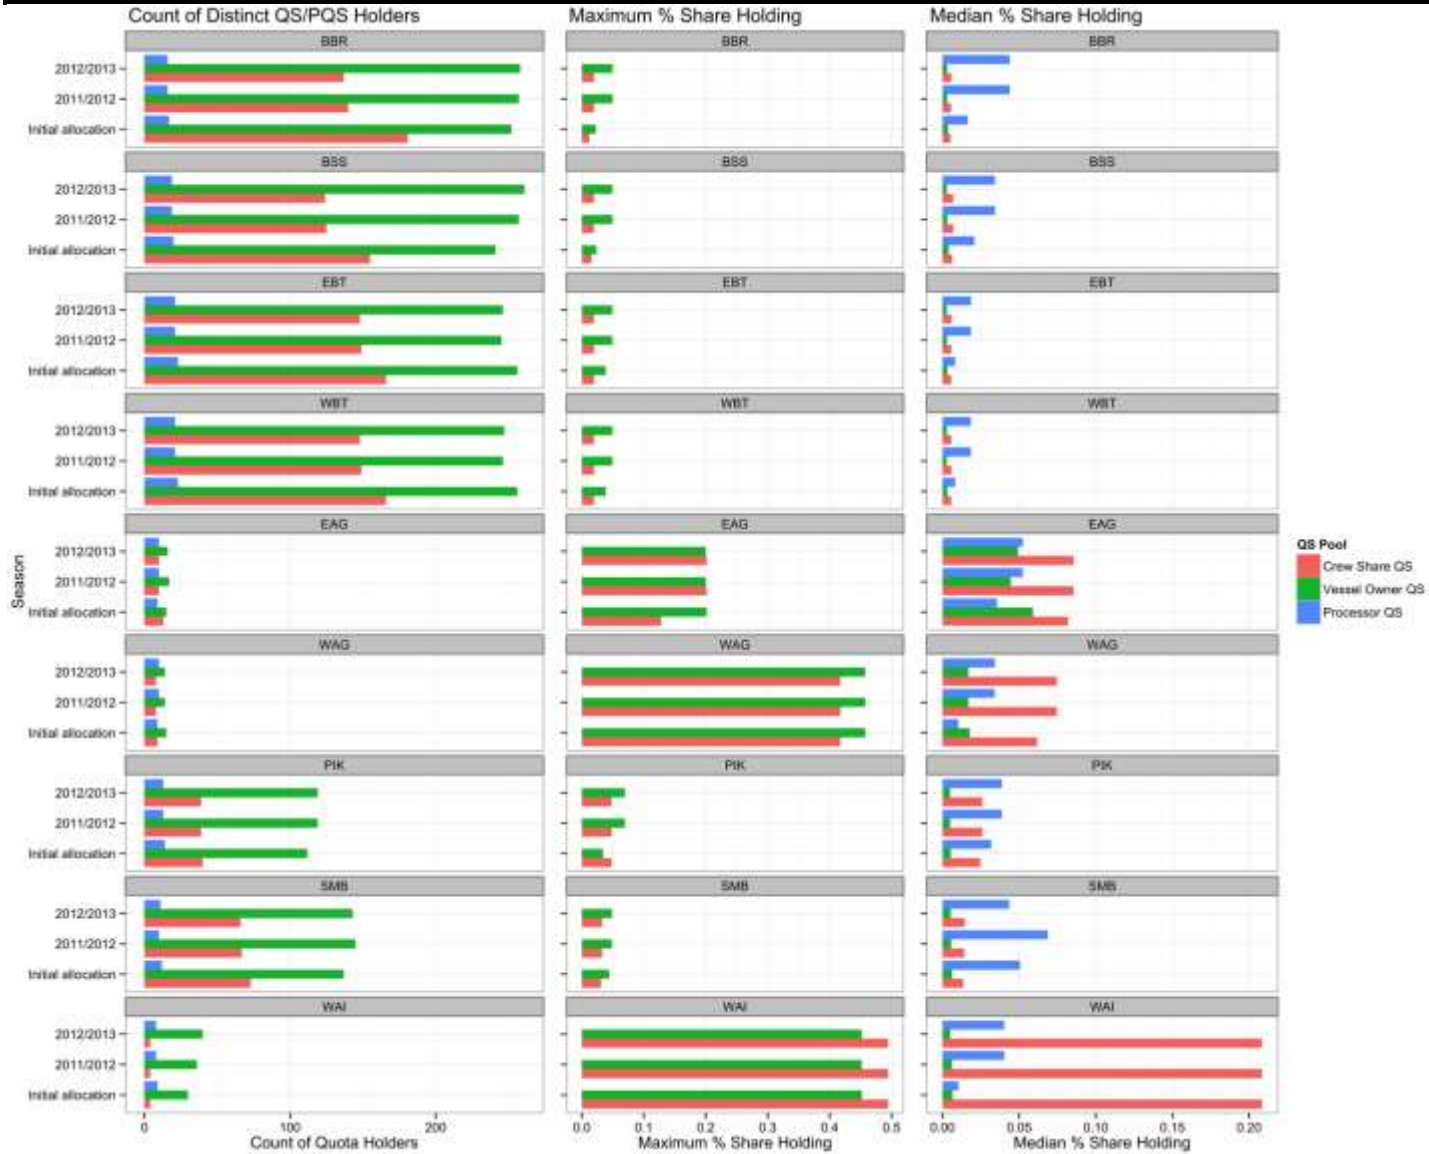 Count of Distinct QS/PQS Holders Maximum % Share Holding Median % Share Holding
BBR BBR BBR
2012/2013
2011/2012
Initial allocation
BSS BSS BSS
2012/2013
2011/2012
Initial allocation
EBT EBT EBT
2012/2013
2011/2012
Initial allocation
WBT WBT WBT
2012/2013
2011/2012
Initial allocation
EAG EAG EAG
2012/2013
2011/2012
Initial allocation
WAG WAG WAG
2012/2013
2011/2012
Initial allocation
PIK PIK PIK
2012/2013
2011/2012
Initial allocation
SMB SMB SMB
2012/2013
2011/2012
Initial allocation
WAI WAI WAI
2012/2013
2011/2012
Initial allocation
Season
0 100 200 0.0 0.1 0.2 0.3 0.4 0.5 0.00 0.05 0.10 0.15 0.20
Count of Quota Holders Maximum % Share Holding Median % Share Holding
QS Pool
Crew Share QS
Vessel Owner QS
Processor QS